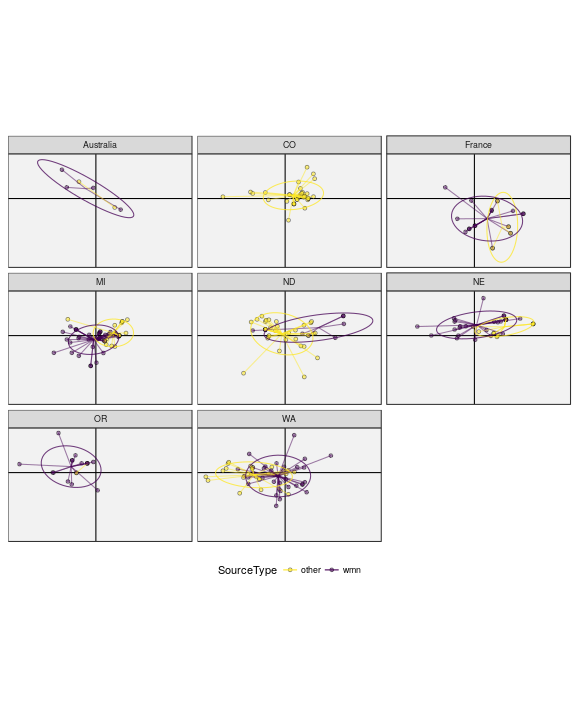 Australia
CO
France
MI
ND
NE
OR
WA
SourceType other wmn